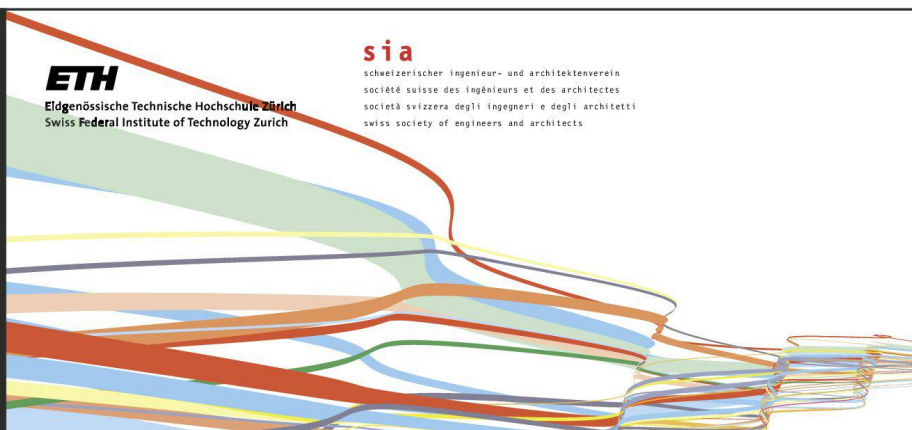 ETH
Eidgenössische Technische Hochschule Zürich
Swiss Federal Institute of Technology Zurich
sia
schweizerischer ingenieur- und architektenverein
société suisse des ingénieurs et des architectes
società svizzera degli ingegneri e degli architetti
swiss society of engineers and architects